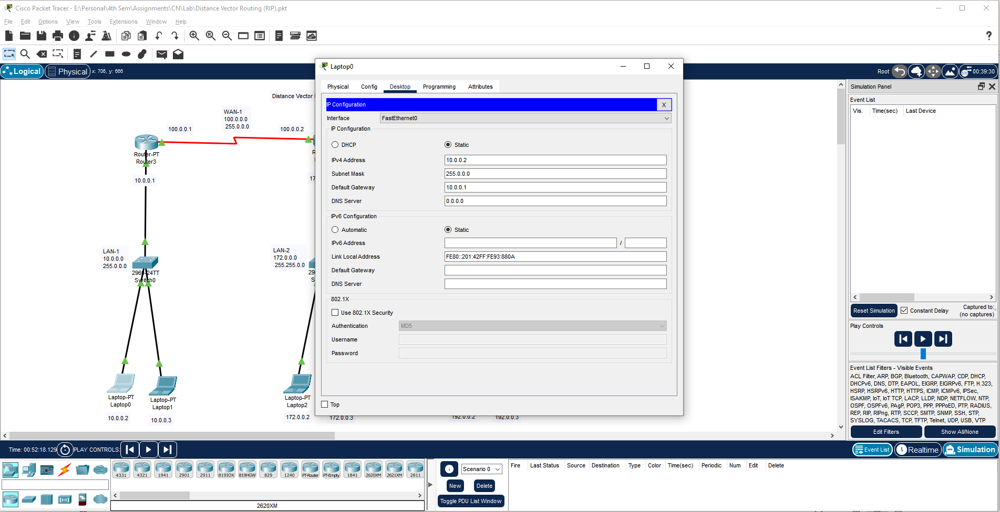 Cisco Packet Tracer - E:\Personal\4th Sem\Assignments\CN\Lab\Distance Vector Routing (RIP).pkt
File Edit Options View Tools Extensions Window Help
Logical Physical x: 706, y: 666
Root 00:39:30
Distance Vector
WAN-1
100.0.0.0
255.0.0.0
100.0.0.1
100.0.0.2
Router-PT
Router3
10.0.0.1
17
LAN-1
10.0.0.0
255.0.0.0
2960-24TT
Switch0
LAN-2
172.0.0.0
255.255.0.0
29
S
Laptop-PT
Laptop0
10.0.0.2
Laptop-PT
Laptop1
10.0.0.3
Laptop-PT
Laptop2
172.0.0.2
172.0.0.3
192.0.0.2
192.0.0.3
Laptop0
Physical Config Desktop Programming Attributes
IP Configuration X
Interface FastEthernet0
IP Configuration
DHCP Static
IPv4 Address 10.0.0.2
Subnet Mask 255.0.0.0
Default Gateway 10.0.0.1
DNS Server 0.0.0.0
IPv6 Configuration
Automatic Static
IPv6 Address /
Link Local Address FE80::201:42FF:FE93:880A
Default Gateway
DNS Server
802.1X
Use 802.1X Security
Authentication MD5
Username
Password
Top
Simulation Panel
Event List
Vis. Time(sec) Last Device
Reset Simulation Constant Delay Captured to:
(no captures)
Play Controls
Event List Filters - Visible Events
ACL Filter, ARP, BGP, Bluetooth, CAPWAP, CDP, DHCP,
DHCPv6, DNS, DTP, EAPOL, EIGRP, EIGRPv6, FTP, H.323,
HSRP, HSRPv6, HTTP, HTTPS, ICMP, ICMPv6, IPSec,
ISAKMP, IoT, IoT TCP, LACP, LLDP, NDP, NETFLOW, NTP,
OSPF, OSPFv6, PAgP, POP3, PPP, PPPoED, PTP, RADIUS,
REP, RIP, RIPng, RTP, SCCP, SMTP, SNMP, SSH, STP,
SYSLOG, TACACS, TCP, TFTP, Telnet, UDP, USB, VTP
Edit Filters Show All/None
Time: 00:52:18.129 PLAY CONTROLS:
Event List Realtime Simulation
4331 4321 1941 2901 2911 819IOX 819HGW 829 1240 PT-Router PT-Empty 1841 2620XM 2621XM 2811
2620XM
Scenario 0
New Delete
Toggle PDU List Window
Fire Last Status Source Destination Type Color Time(sec) Periodic Num Edit Delete